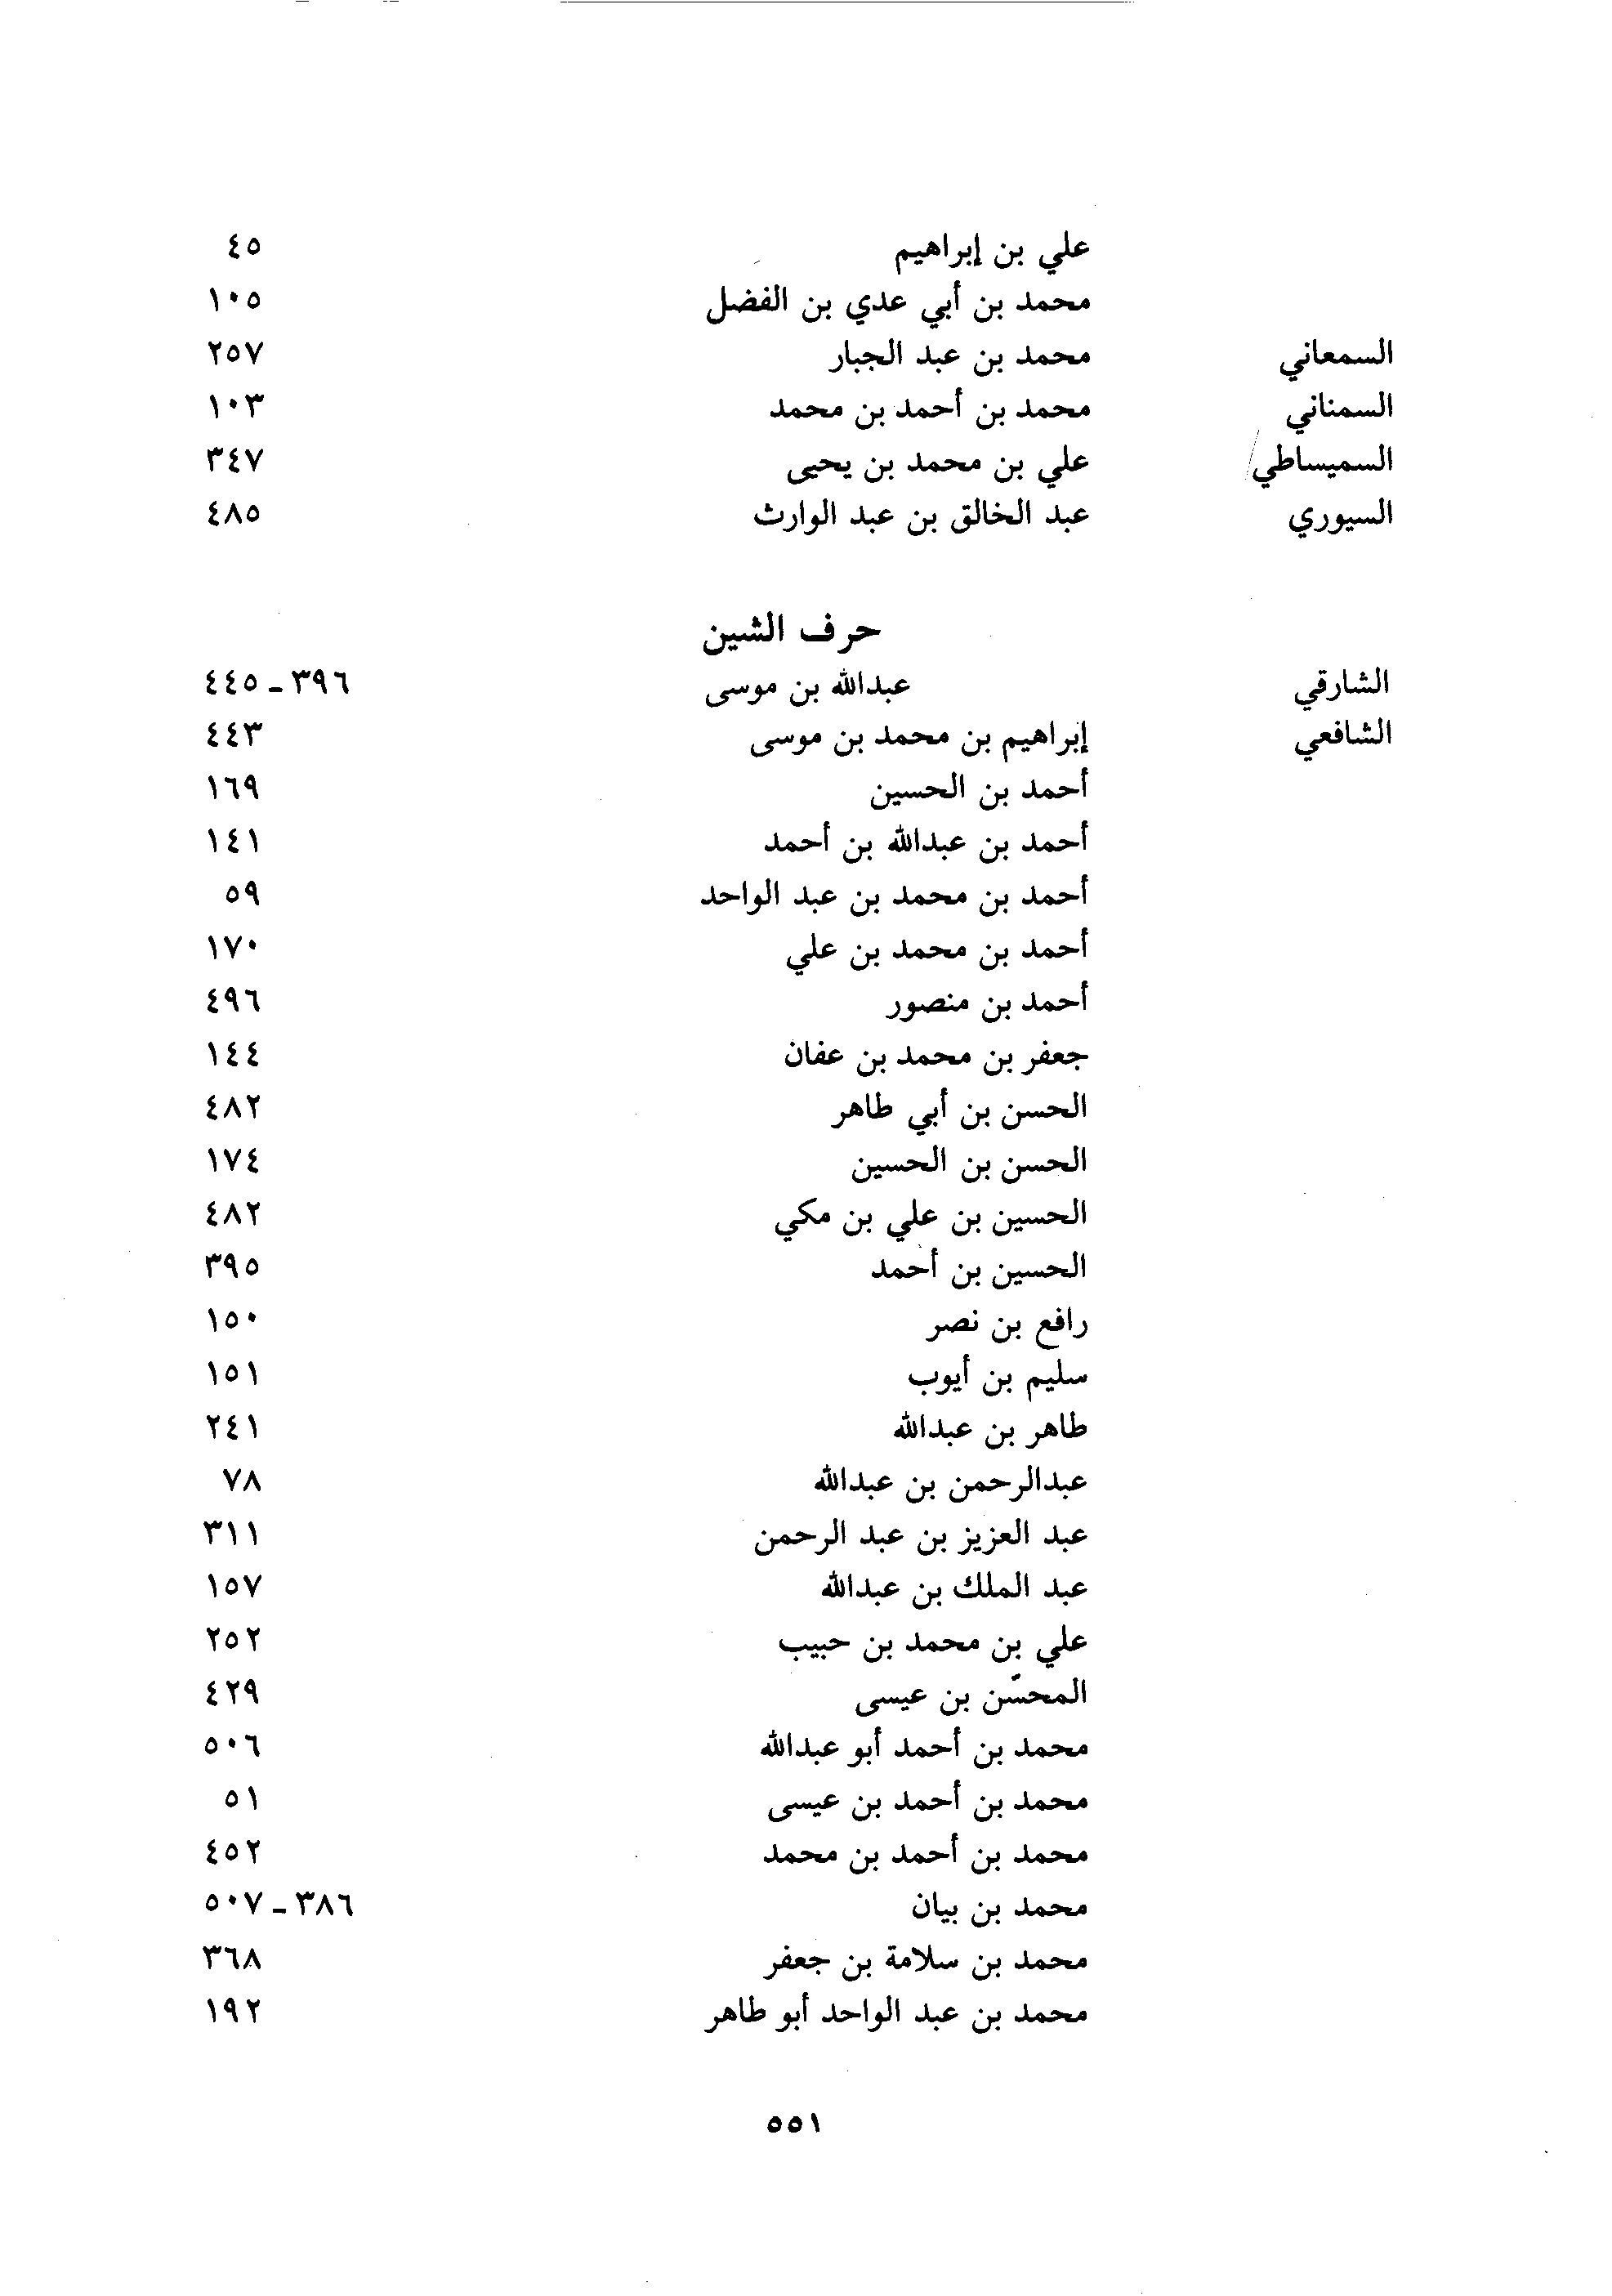 علي بن إبراهيم ٤٥
محمد بن أبي عدي بن الفضل ١٠٥
السمعاني محمد بن عبد الجبار ٢٥٧
السمناني محمد بن أحمد بن محمد ١٠٣
السميساطي علي بن محمد بن يحيى ٣٤٧
السيوري عبد الخالق بن عبد الوارث ٤٨٥
حرف الشين
الشارقي عبدالله بن موسى ٣٩٦ - ٤٤٥
الشافعي إبراهيم بن محمد بن موسى ٤٤٣
أحمد بن الحسين ١٦٩
أحمد بن عبدالله بن أحمد ١٤١
أحمد بن محمد بن عبد الواحد ٥٩
أحمد بن محمد بن علي ١٧٠
أحمد بن منصور ٤٩٦
جعفر بن محمد بن عفان ١٤٤
الحسن بن أبي طاهر ٤٨٢
الحسن بن الحسين ١٧٤
الحسين بن علي بن مكي ٤٨٢
الحسين بن أحمد ٣٩٥
رافع بن نصر ١٥٠
سليم بن أيوب ١٥١
طاهر بن عبدالله ٢٤١
عبدالرحمن بن عبدالله ٧٨
عبد العزيز بن عبد الرحمن ٣١١
عبد الملك بن عبدالله ١٥٧
علي بن محمد بن حبيب ٢٥٢
المحسّن بن عيسى ٤٢٩
محمد بن أحمد أبو عبدالله ٥٠٦
محمد بن أحمد بن عيسى ٥١
محمد بن أحمد بن محمد ٤٥٢
محمد بن بيان ٣٨٦ - ٥٠٧
محمد بن سلامة بن جعفر ٣٦٨
محمد بن عبد الواحد أبو طاهر ١٩٢
٥٥١